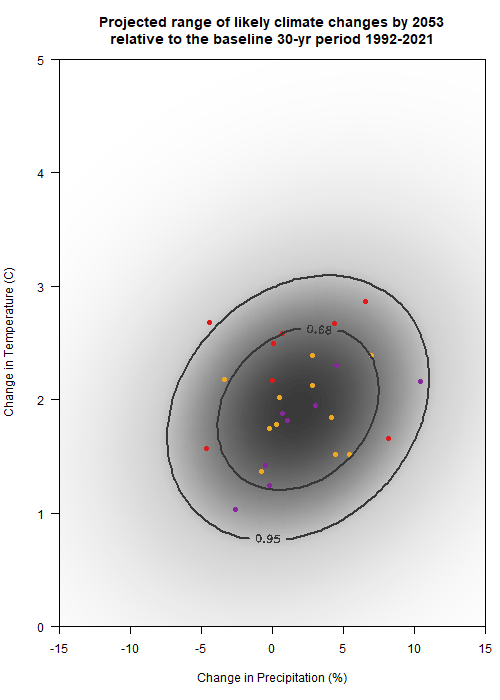 Projected range of likely climate changes by 2053
relative to the baseline 30-yr period 1992-2021
5
4
3
2
1
0
Change in Temperature (C)
0.68
0.95
-15 -10 -5 0 5 10 15
Change in Precipitation (%)